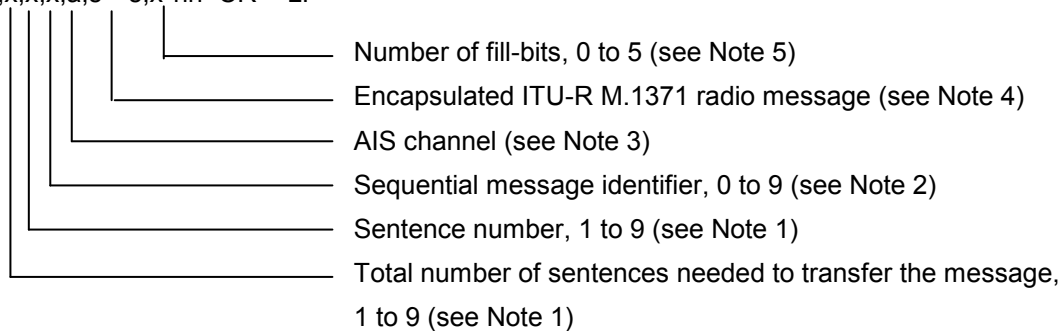 Number of fill-bits, 0 to 5 (see Note 5)
Encapsulated ITU-R M.1371 radio message (see Note 4)
AIS channel (see Note 3)
Sequential message identifier, 0 to 9 (see Note 2)
Sentence number, 1 to 9 (see Note 1)
Total number of sentences needed to transfer the message,
1 to 9 (see Note 1)